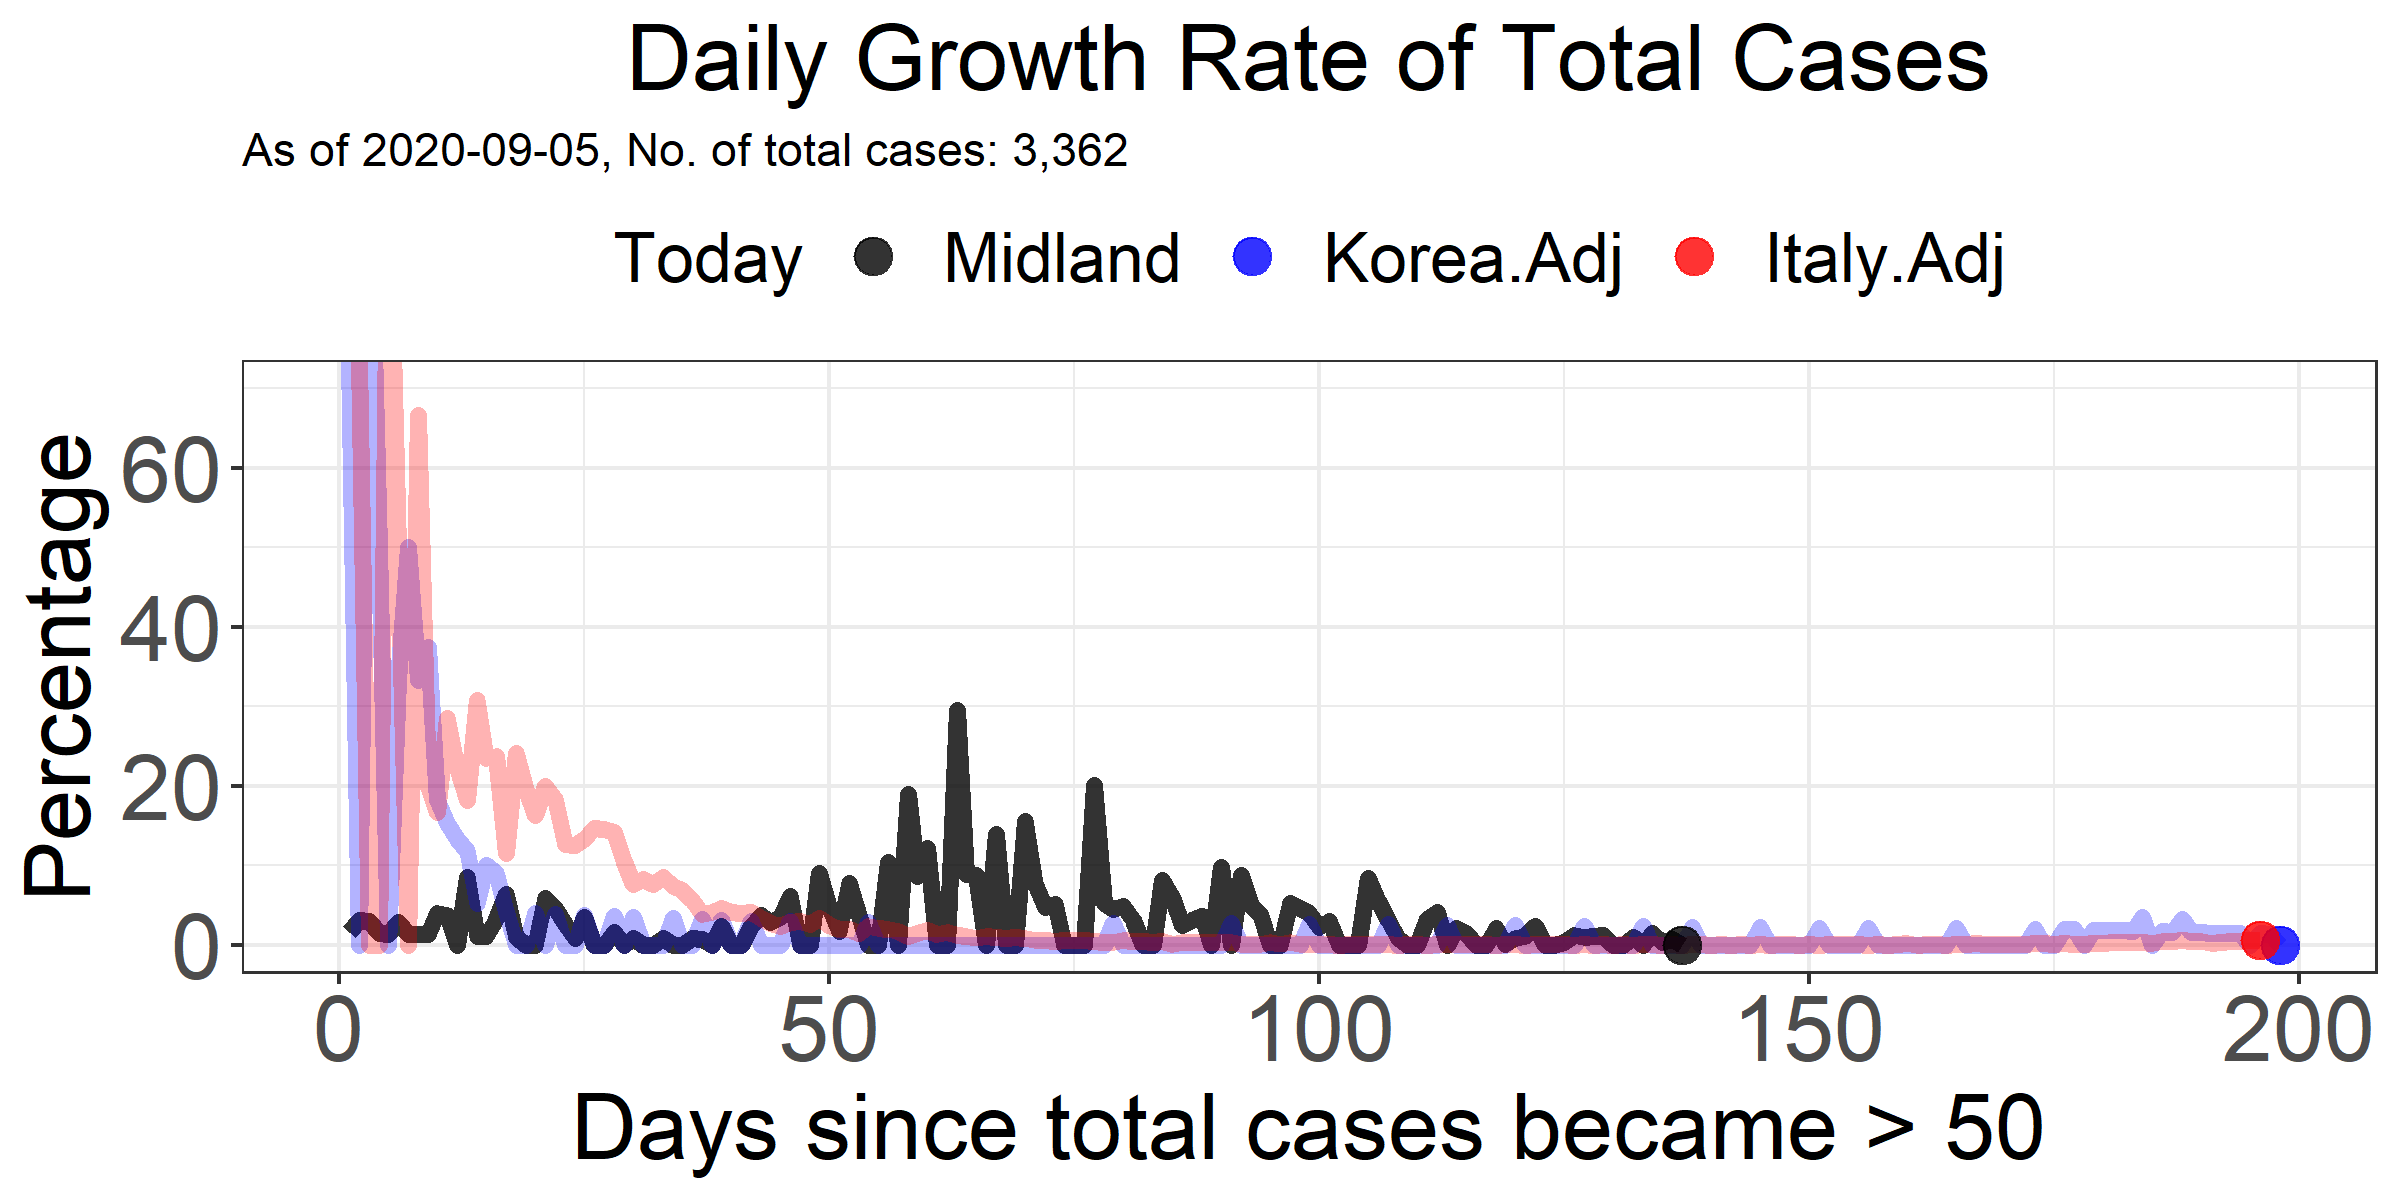 Daily Growth Rate of Total Cases
As of 2020-09-05, No. of total cases: 3,362
Today Midland Korea.Adj Italy.Adj
Percentage
60
40
20
0
0 50 100 150 200
Days since total cases became > 50